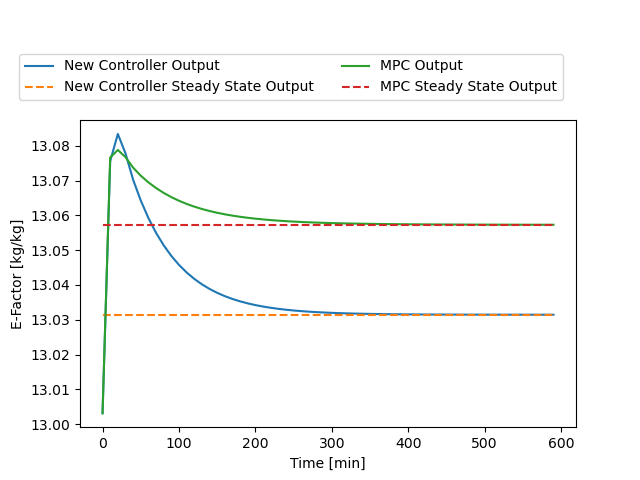 New Controller Output
New Controller Steady State Output
MPC Output
MPC Steady State Output
E-Factor [kg/kg]
13.08
13.07
13.06
13.05
13.04
13.03
13.02
13.01
13.00
0 100 200 300 400 500 600
Time [min]